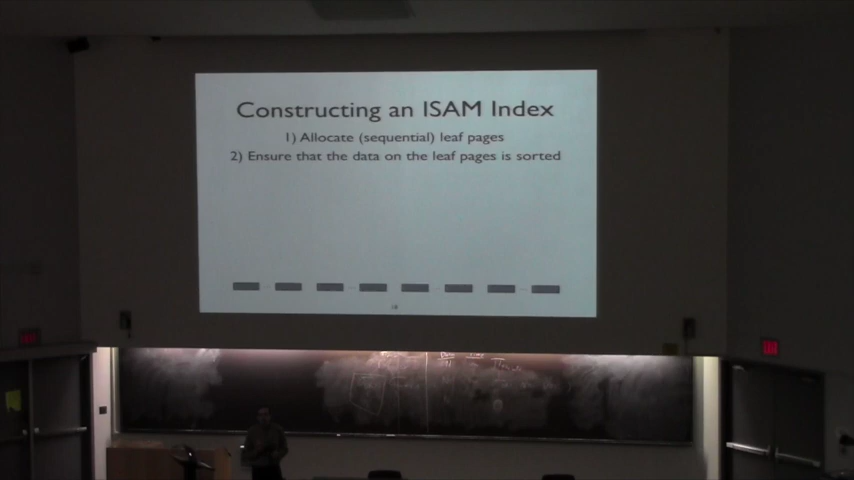 Constructing an ISAM Index
1) Allocate (sequential) leaf pages
2) Ensure that the data on the leaf pages is sorted